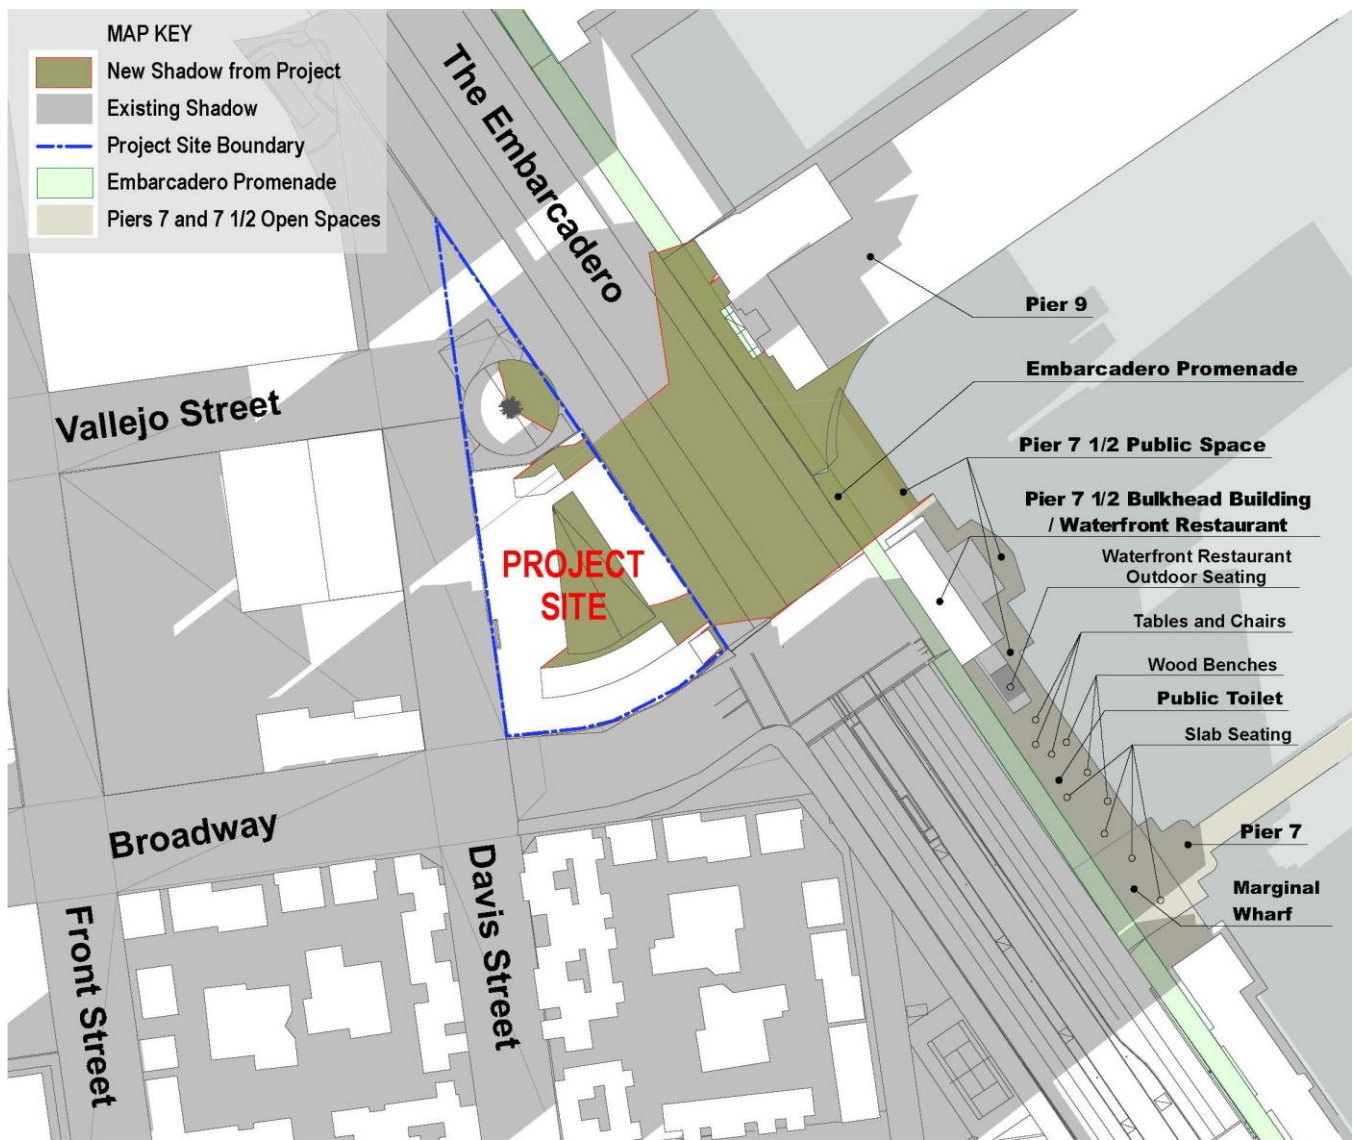 MAP KEY
New Shadow from Project
Existing Shadow
Project Site Boundary
Embarcadero Promenade
Piers 7 and 7 1/2 Open Spaces
The Embarcadero
Pier 9
Embarcadero Promenade
Vallejo Street
Pier 7 1/2 Public Space
Pier 7 1/2 Bulkhead Building
/ Waterfront Restaurant
Waterfront Restaurant
Outdoor Seating
PROJECT
SITE
Tables and Chairs
Wood Benches
Public Toilet
Slab Seating
Broadway
Pier 7
Davis Street
Front Street
Marginal
Wharf